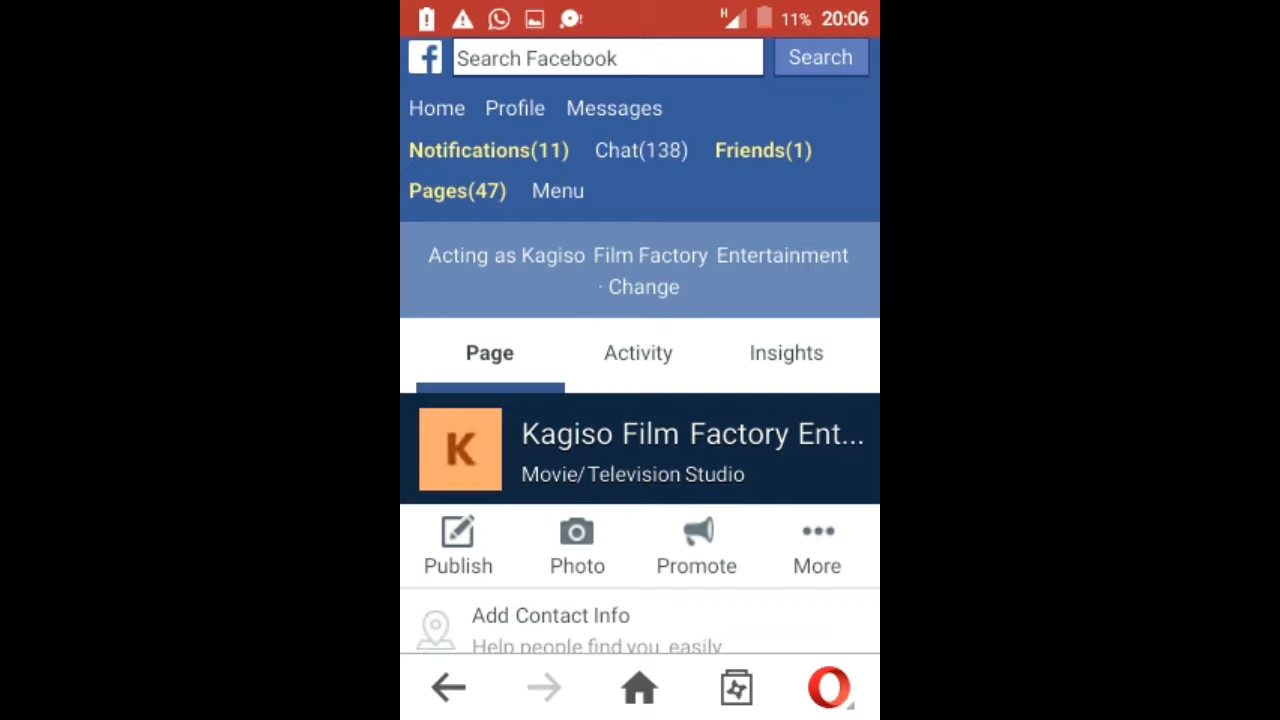 H 11% 20:06
f Search Facebook Search
Home Profile Messages
Notifications(11) Chat(138) Friends(1)
Pages(47) Menu
Acting as Kagiso Film Factory Entertainment
· Change
Page Activity Insights
K Kagiso Film Factory Ent...
Movie/Television Studio
Publish Photo Promote More
Add Contact Info
Help people find you easily